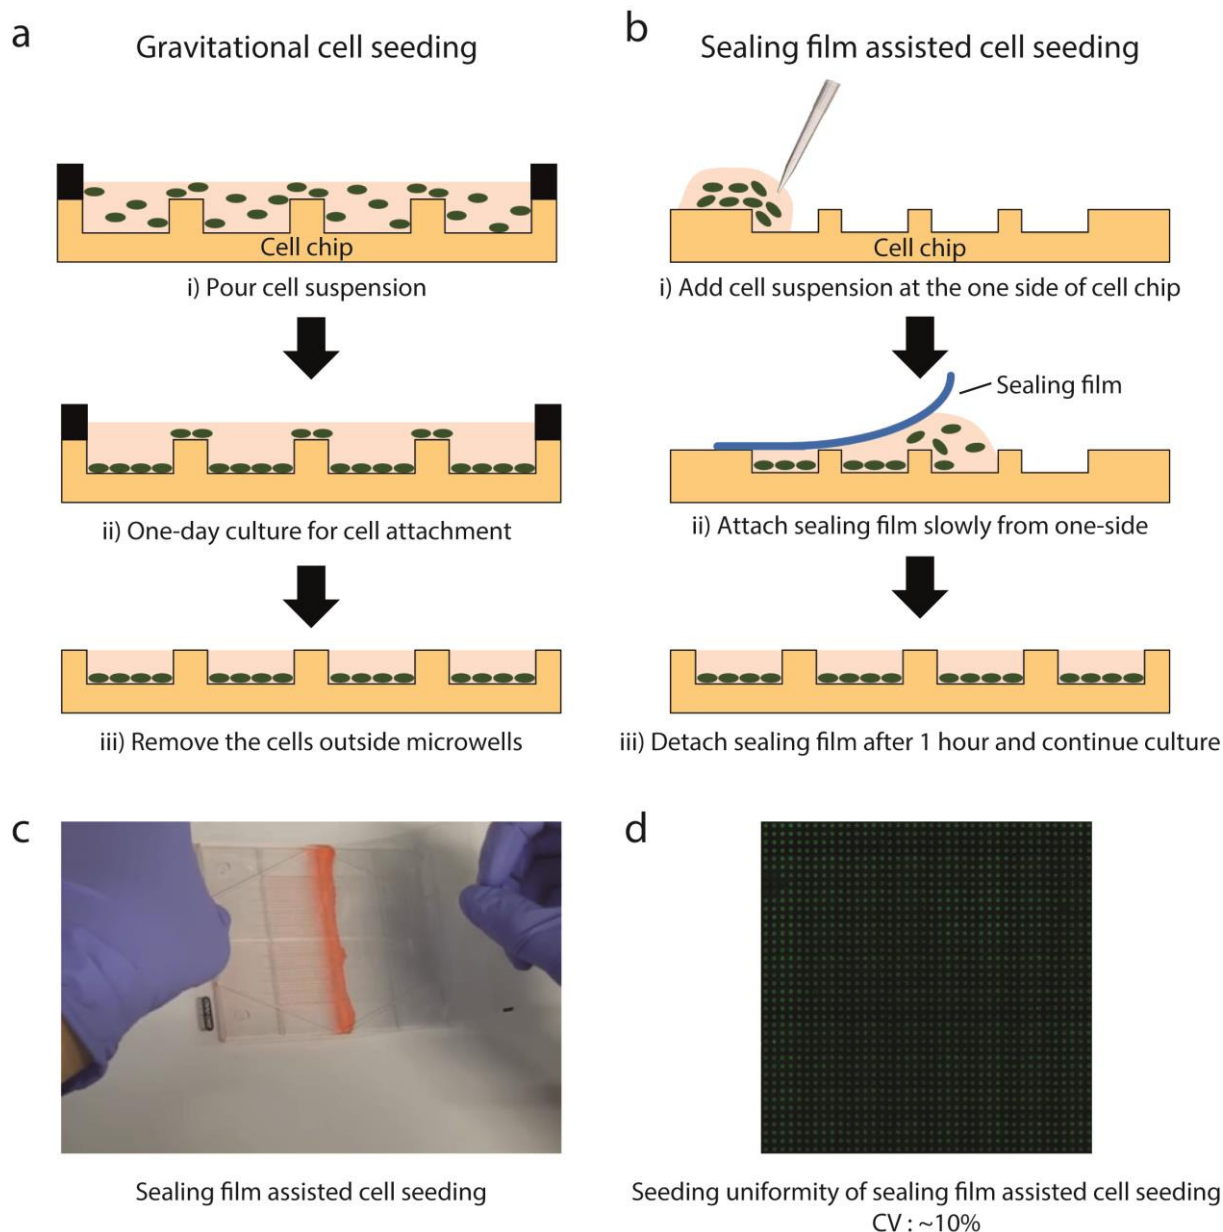 a
Gravitational cell seeding
Cell chip
i) Pour cell suspension
ii) One-day culture for cell attachment
iii) Remove the cells outside microwells
b
Sealing film assisted cell seeding
Cell chip
i) Add cell suspension at the one side of cell chip
Sealing film
ii) Attach sealing film slowly from one-side
iii) Detach sealing film after 1 hour and continue culture
c
Sealing film assisted cell seeding
d
Seeding uniformity of sealing film assisted cell seeding
CV : ~10%